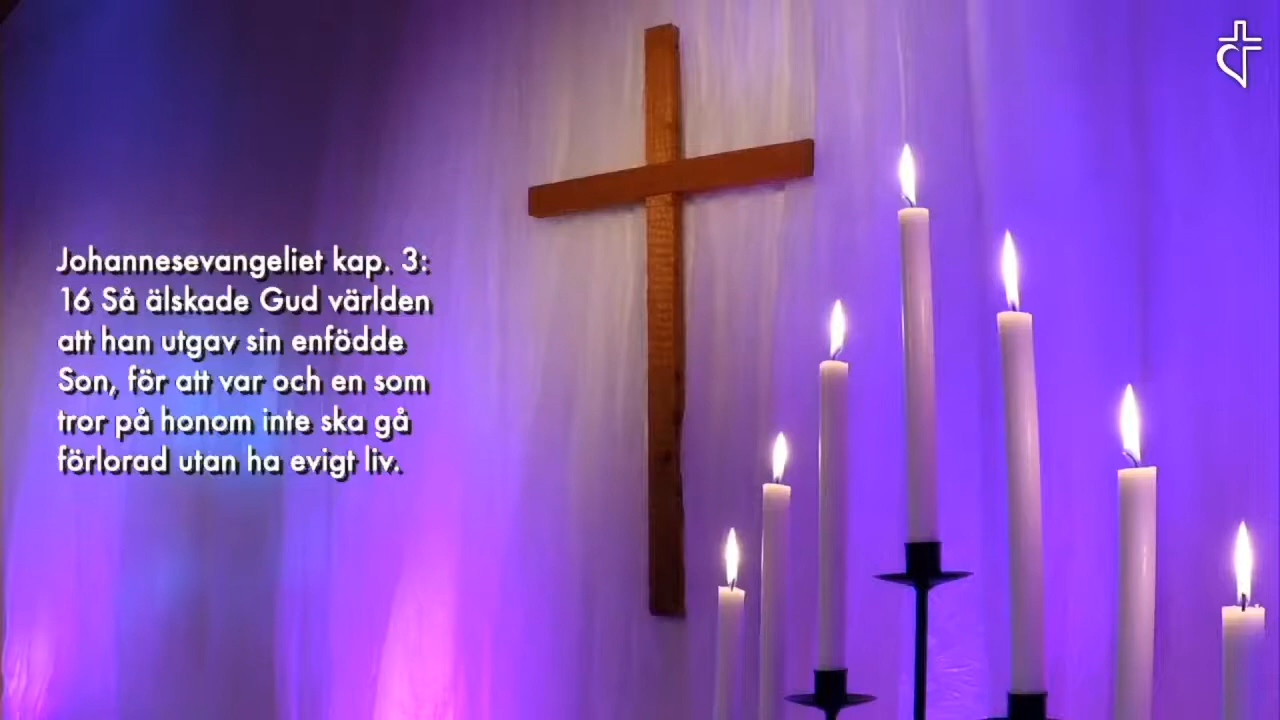 Johannesevangeliet kap. 3:
16 Så älskade Gud världen
att han utgav sin enfödde
Son, för att var och en som
tror på honom inte ska gå
förlorad utan ha evigt liv.